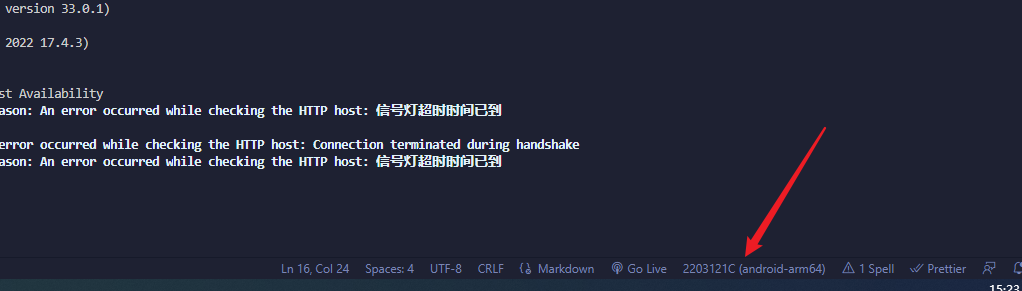 version 33.0.1)
2022 17.4.3)
st Availability
ason: An error occurred while checking the HTTP host: 信号灯超时时间已到
error occurred while checking the HTTP host: Connection terminated during handshake
ason: An error occurred while checking the HTTP host: 信号灯超时时间已到
Ln 16, Col 24 Spaces: 4 UTF-8 CRLF Markdown Go Live 2203121C (android-arm64) 1 Spell Prettier
15:23